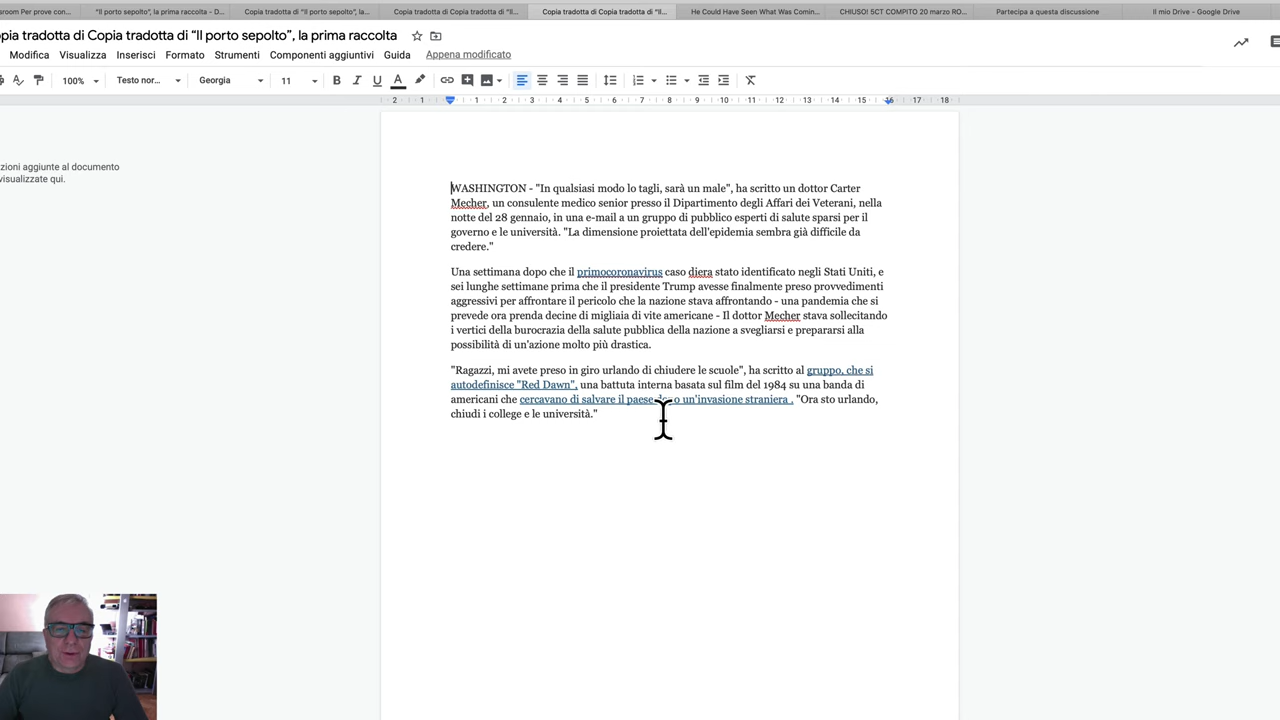 sroom Per prove con...
"Il porto sepolto", la prima raccolta - D...
Copia tradotta di "Il porto sepolto", la...
Copia tradotta di Copia tradotta di "Il...
Copia tradotta di Copia tradotta di "Il...
He Could Have Seen What Was Comin...
CHIUSO! 5CT COMPITO 20 marzo RO...
Partecipa a questa discussione
Il mio Drive - Google Drive
opia tradotta di Copia tradotta di “Il porto sepolto”, la prima raccolta
Modifica Visualizza Inserisci Formato Strumenti Componenti aggiuntivi Guida Appena modificato
100% Testo nor... Georgia 11 B I U A
2 1 1 2 3 4 5 6 7 8 9 10 11 12 13 14 15 16 17 18
zioni aggiunte al documento
visualizzate qui.
WASHINGTON - "In qualsiasi modo lo tagli, sarà un male", ha scritto un dottor Carter
Mecher, un consulente medico senior presso il Dipartimento degli Affari dei Veterani, nella
notte del 28 gennaio, in una e-mail a un gruppo di pubblico esperti di salute sparsi per il
governo e le università. "La dimensione proiettata dell'epidemia sembra già difficile da
credere."
Una settimana dopo che il primocoronavirus caso diera stato identificato negli Stati Uniti, e
sei lunghe settimane prima che il presidente Trump avesse finalmente preso provvedimenti
aggressivi per affrontare il pericolo che la nazione stava affrontando - una pandemia che si
prevede ora prenda decine di migliaia di vite americane - Il dottor Mecher stava sollecitando
i vertici della burocrazia della salute pubblica della nazione a svegliarsi e prepararsi alla
possibilità di un'azione molto più drastica.
"Ragazzi, mi avete preso in giro urlando di chiudere le scuole", ha scritto al gruppo, che si
autodefinisce "Red Dawn", una battuta interna basata sul film del 1984 su una banda di
americani che cercavano di salvare il paese o un'invasione straniera . "Ora sto urlando,
chiudi i college e le università."